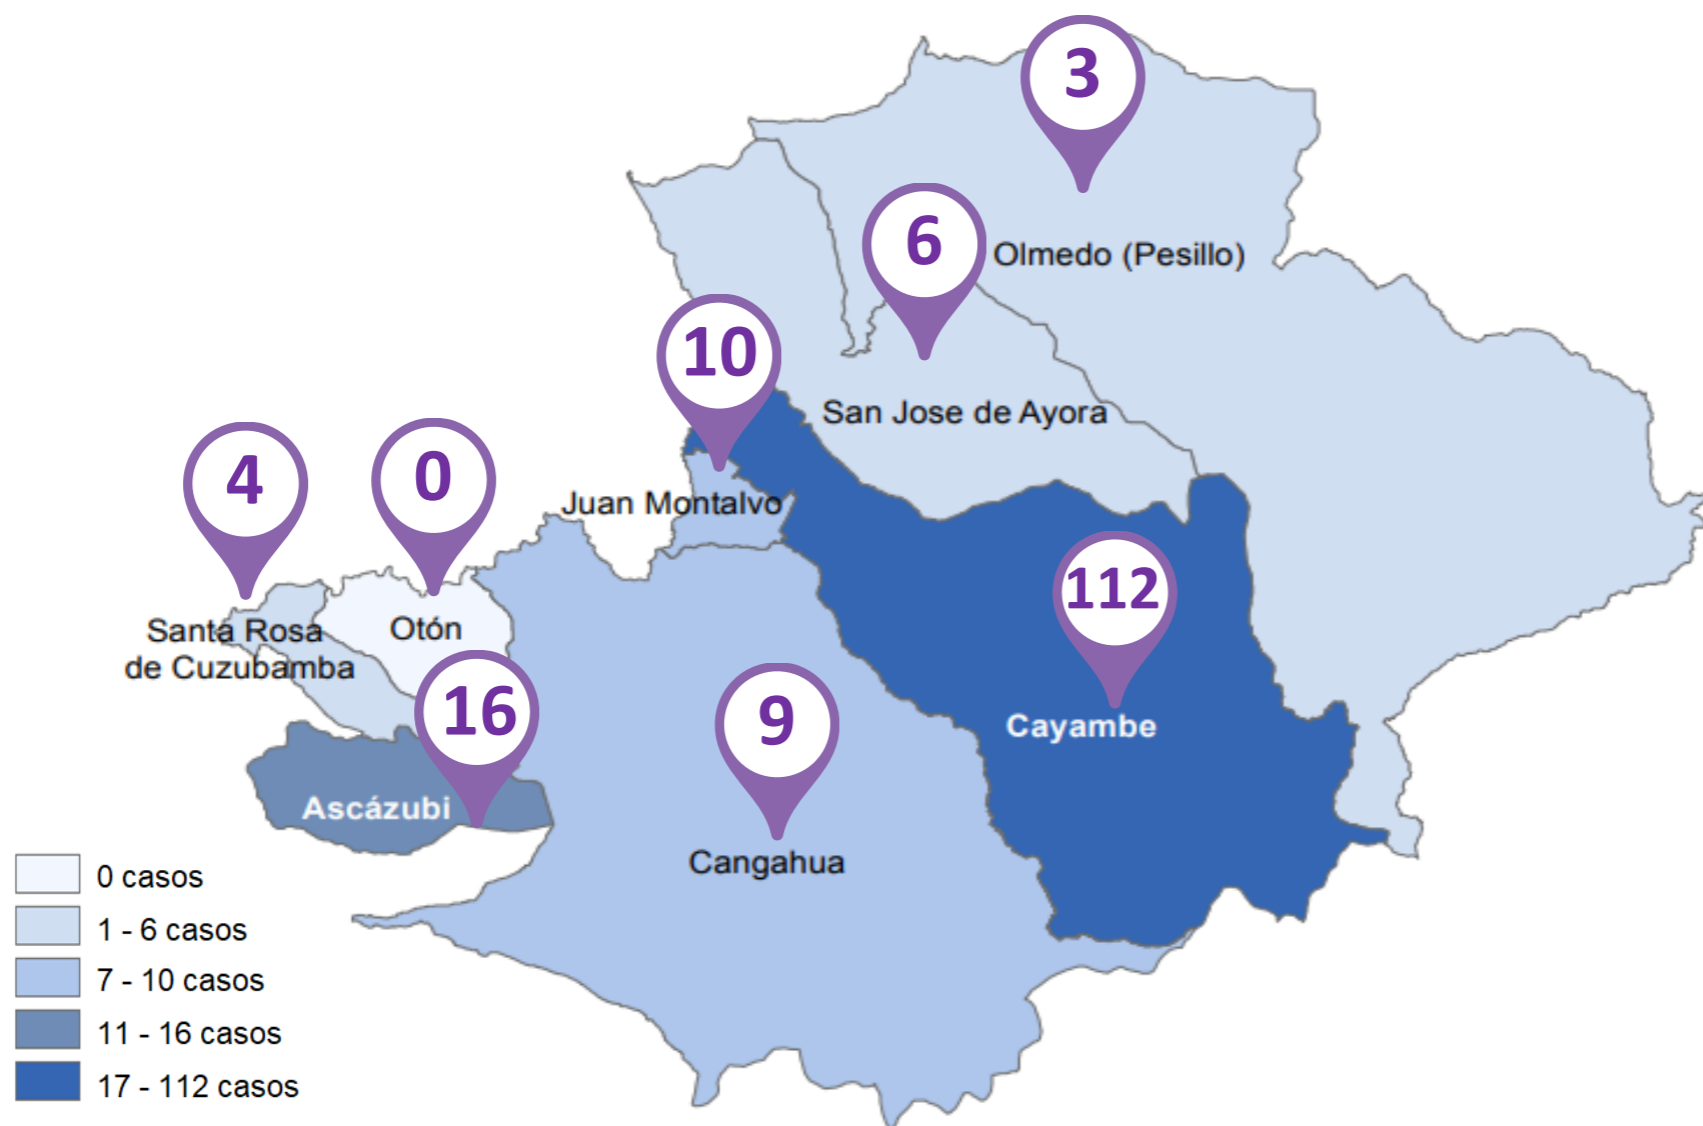 3
6
Olmedo (Pesillo)
10
San Jose de Ayora
4
0
Juan Montalvo
112
Santa Rosa
de Cuzubamba
Otón
16
9
Cayambe
Ascázubi
Cangahua
0 casos
1 - 6 casos
7 - 10 casos
11 - 16 casos
17 - 112 casos